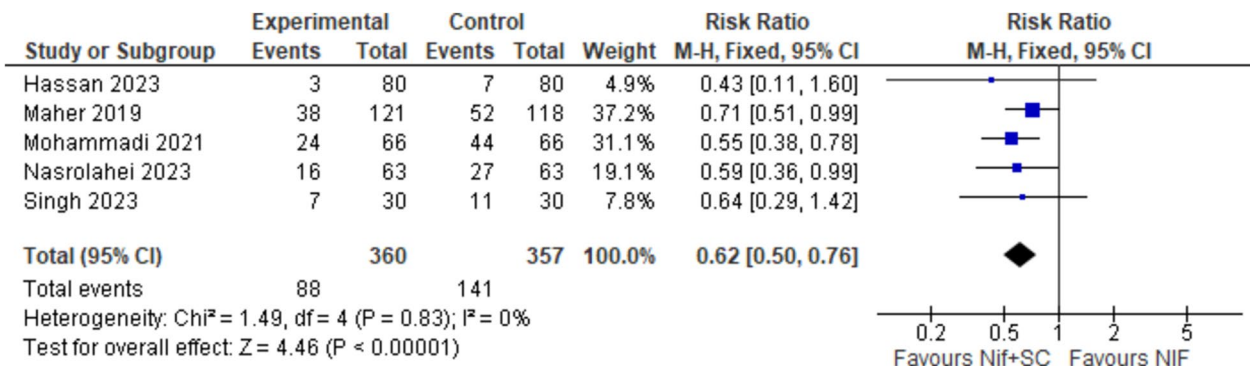 Experimental Control Risk Ratio Risk Ratio
Study or Subgroup Events Total Events Total Weight M-H, Fixed, 95% CI M-H, Fixed, 95% CI
Hassan 2023 3 80 7 80 4.9% 0.43 [0.11, 1.60]
Maher 2019 38 121 52 118 37.2% 0.71 [0.51, 0.99]
Mohammadi 2021 24 66 44 66 31.1% 0.55 [0.38, 0.78]
Nasrolahei 2023 16 63 27 63 19.1% 0.59 [0.36, 0.99]
Singh 2023 7 30 11 30 7.8% 0.64 [0.29, 1.42]
Total (95% CI) 360 357 100.0% 0.62 [0.50, 0.76]
Total events 88 141
Heterogeneity: Chi² = 1.49, df = 4 (P = 0.83); I² = 0%
Test for overall effect: Z = 4.46 (P < 0.00001)
0.2 0.5 1 2 5
Favours Nif+SC Favours NIF